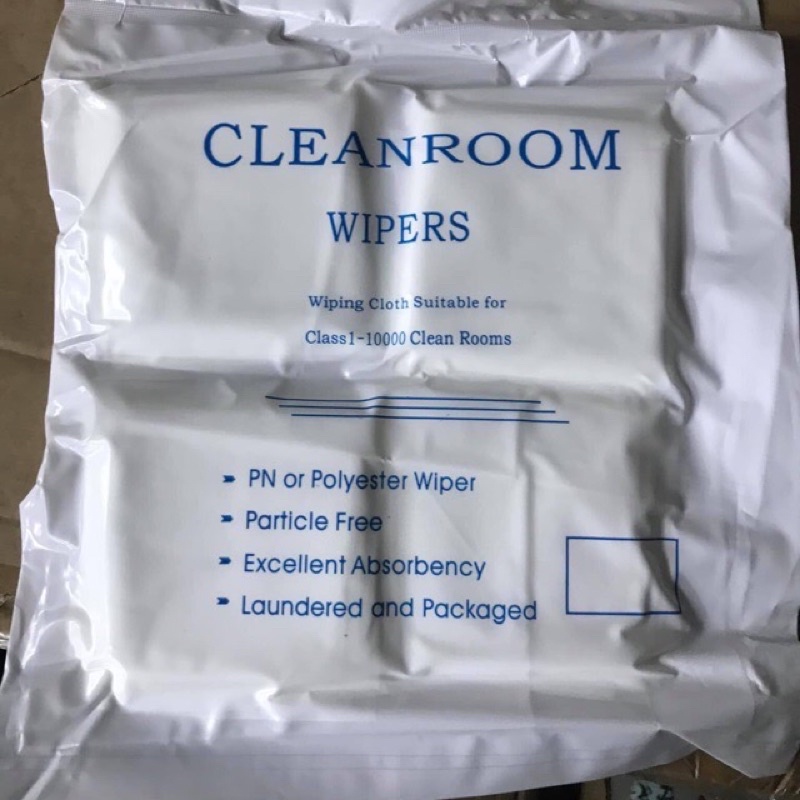 CLEANROOM
WIPERS
Wiping Cloth Suitable for
Class1-10000 Clean Rooms
PN or Polyester Wiper
Particle Free
Excellent Absorbency
Laundered and Packaged